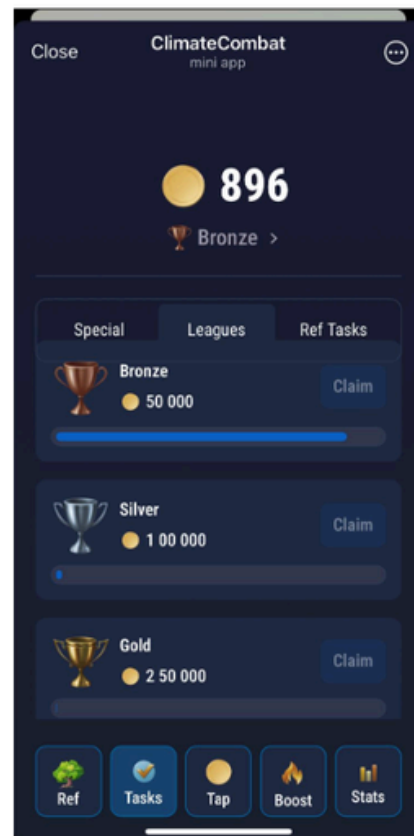 Close
ClimateCombat
mini app
896
Bronze >
Special
Leagues
Ref Tasks
Bronze
50 000
Claim
Silver
1 00 000
Claim
Gold
2 50 000
Claim
Ref
Tasks
Tap
Boost
Stats